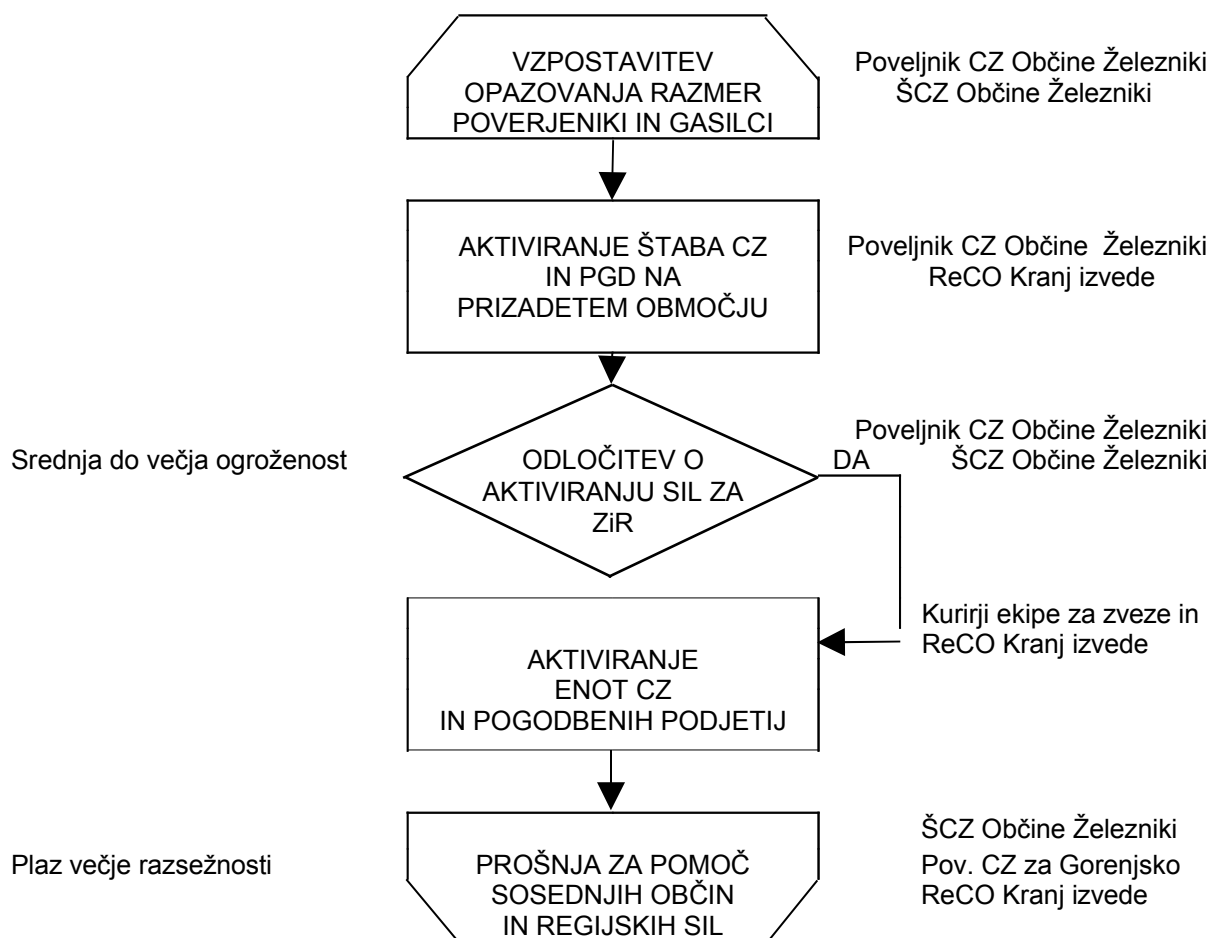 VZPOSTAVITEV
OPAZOVANJA RAZMER
POVERJENIKI IN GASILCI
Poveljnik CZ Občine Železniki
ŠCZ Občine Železniki
AKTIVIRANJE ŠTABA CZ
IN PGD NA
PRIZADETEM OBMOČJU
Poveljnik CZ Občine Železniki
ReCO Kranj izvede
Srednja do večja ogroženost
ODLOČITEV O
AKTIVIRANJU SIL ZA
ZiR
DA
Poveljnik CZ Občine Železniki
ŠCZ Občine Železniki
Kurirji ekipe za zveze in
ReCO Kranj izvede
AKTIVIRANJE
ENOT CZ
IN POGODBENIH PODJETIJ
Plaz večje razsežnosti
PROŠNJA ZA POMOČ
SOSEDNJIH OBČIN
IN REGIJSKIH SIL
ŠCZ Občine Železniki
Pov. CZ za Gorenjsko
ReCO Kranj izvede